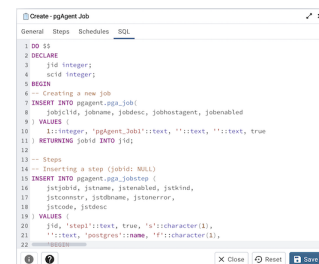 Create - pgAgent Job
General Steps Schedules SQL
1 DO $$
2 DECLARE
3 jid integer;
4 scid integer;
5 BEGIN
6 -- Creating a new job
7 INSERT INTO pgagent.pga_job(
8 jobjclid, jobname, jobdesc, jobhostagent, jobenabled
9 ) VALUES (
10 1::integer, 'pgAgent_Job1'::text, ''::text, ''::text, true
11 ) RETURNING jobid INTO jid;
12
13 -- Steps
14 -- Inserting a step (jobid: NULL)
15 INSERT INTO pgagent.pga_jobstep (
16 jstjobid, jstname, jstenabled, jstkind,
17 jstconnstr, jstdbname, jstonerror,
18 jstcode, jstdesc
19 ) VALUES (
20 jid, 'step1'::text, true, 's'::character(1),
21 ''::text, 'postgres'::name, 'f'::character(1),
22 'BEGIN
Close Reset Save